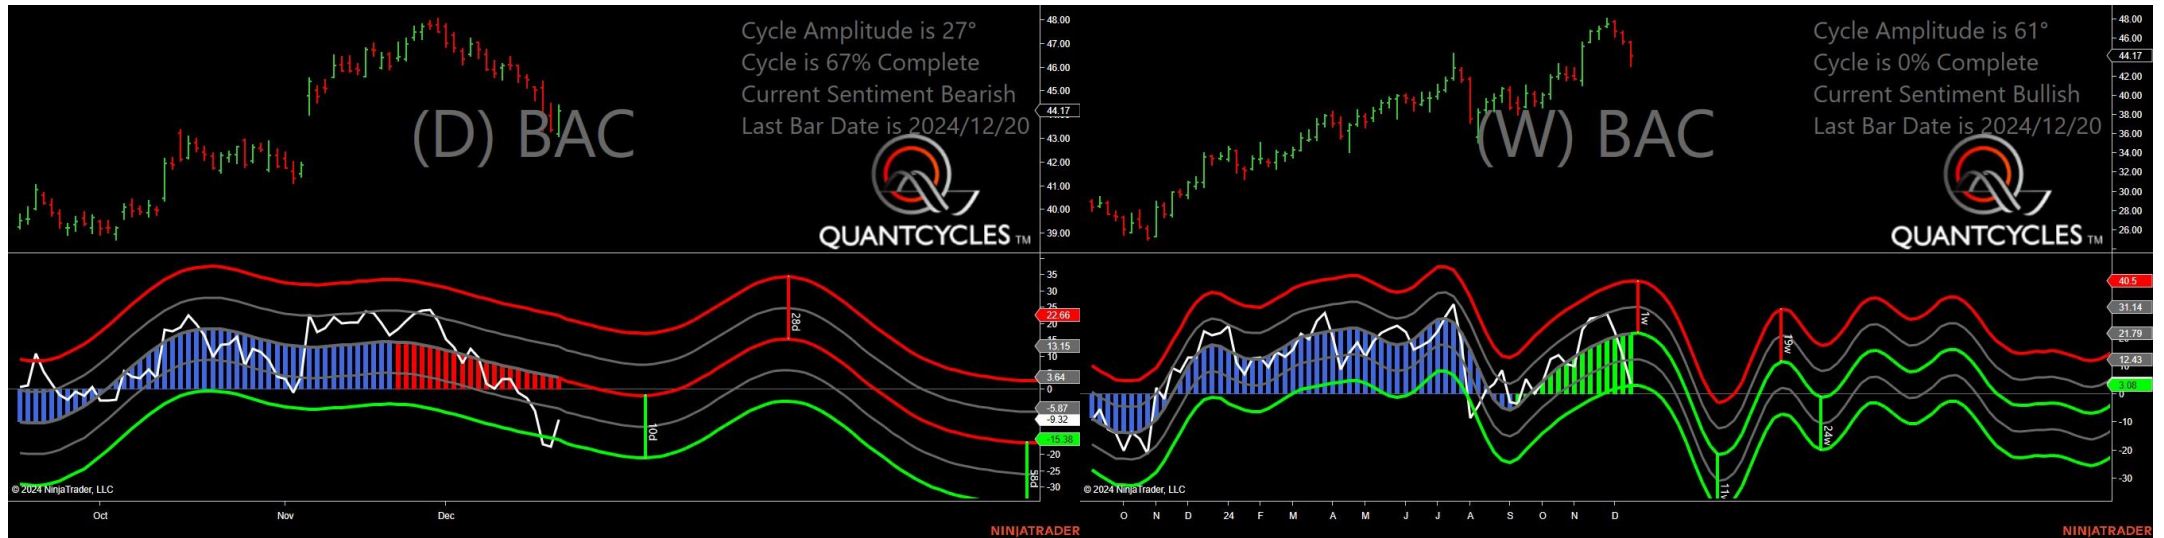 Cycle Amplitude is 27°
Cycle is 67% Complete
Current Sentiment Bearish
Last Bar Date is 2024/12/20
(D) BAC
QUANTCYCLES TM
48.00
47.00
46.00
45.00
44.17
43.00
42.00
41.00
40.00
39.00
35
30
25
22.66
20
15
13.15
10
3.64
0
-5.87
-9.32
-15.38
-20
-25
-30
28d
10d
58d
© 2024 NinjaTrader, LLC
Oct
Nov
Dec
NINJATRADER
Cycle Amplitude is 61°
Cycle is 0% Complete
Current Sentiment Bullish
Last Bar Date is 2024/12/20
(W) BAC
QUANTCYCLES TM
48.00
46.00
44.17
42.00
40.00
38.00
36.00
34.00
32.00
30.00
28.00
26.00
40.5
31.14
21.79
12.43
10
3.08
0
-10
-20
-30
1w
19w
24w
© 2024 NinjaTrader, LLC
O N D 24 F M A M J J A S O N D
NINJATRADER